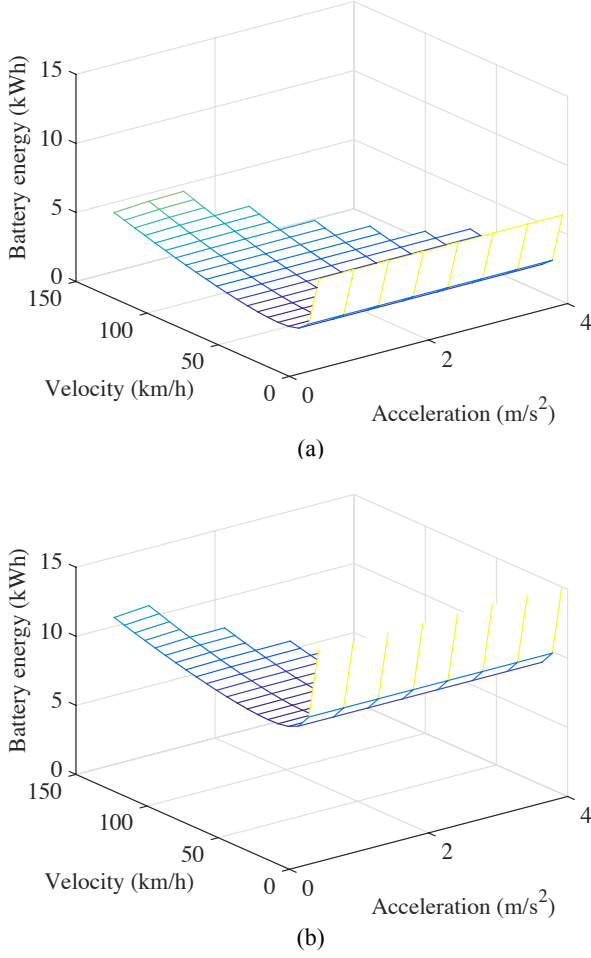 15
10
5
0
Battery energy (kWh)
150
100
50
0
Velocity (km/h)
0
2
4
Acceleration (m/s²)
(a)
15
10
5
0
Battery energy (kWh)
150
100
50
0
Velocity (km/h)
0
2
4
Acceleration (m/s²)
(b)